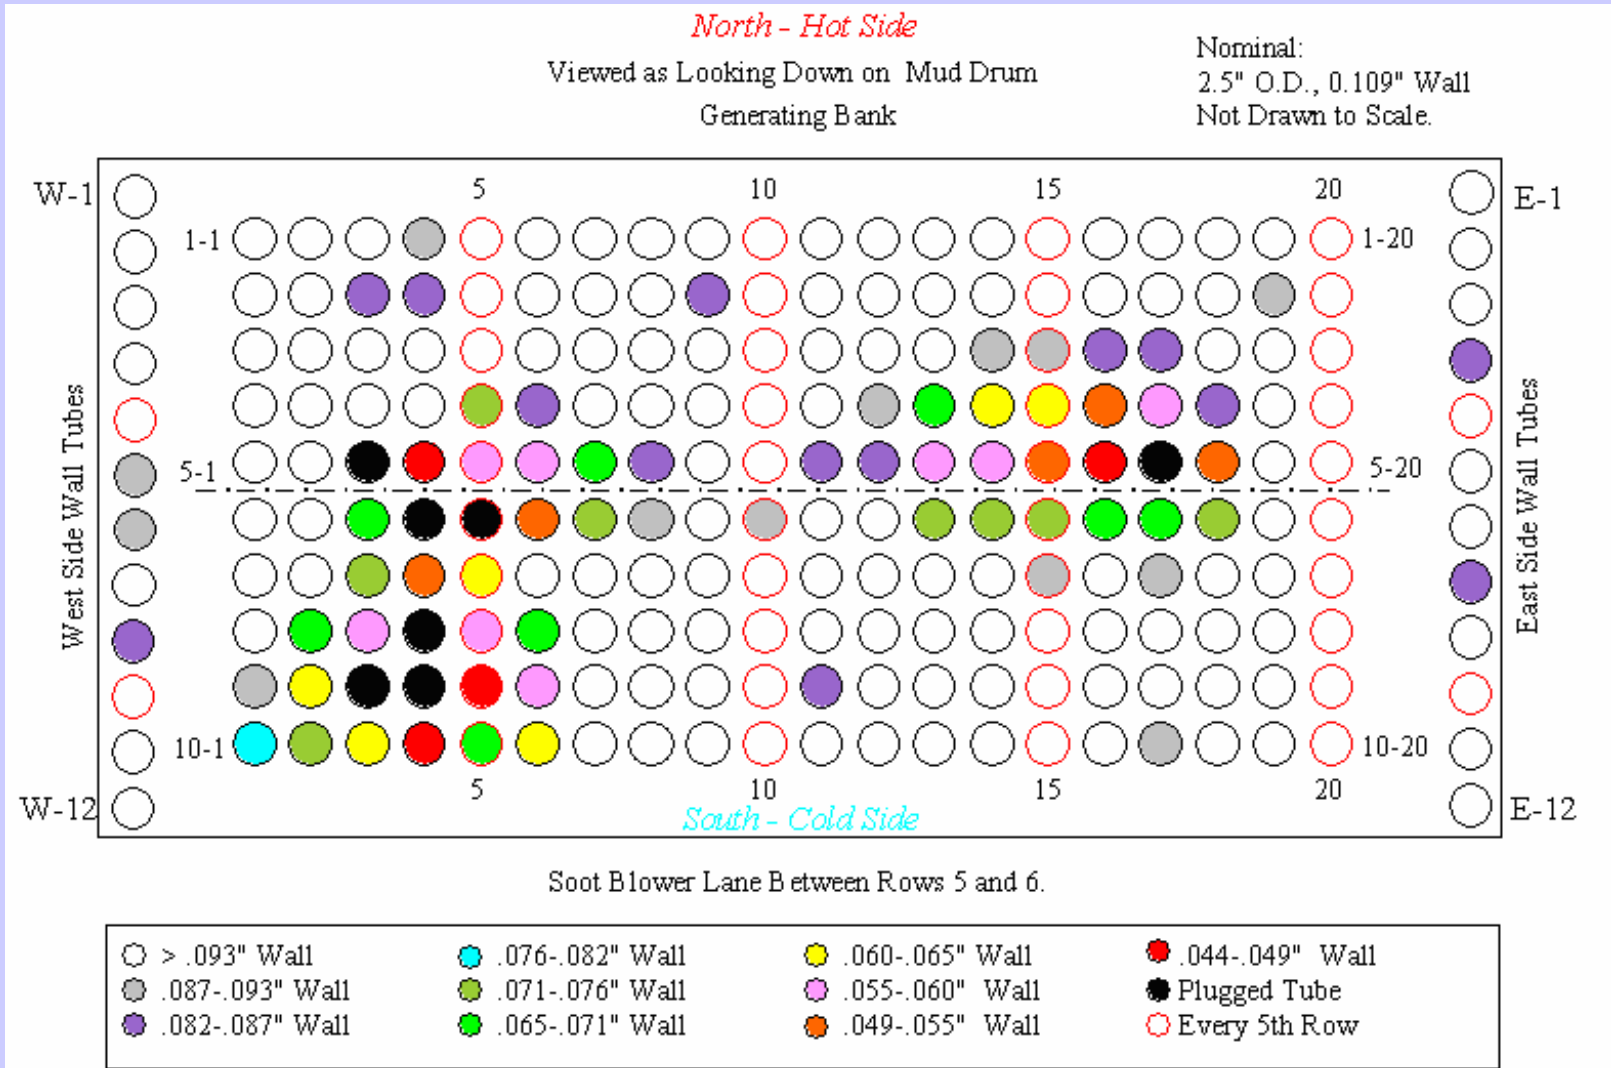 North - Hot Side
Viewed as Looking Down on Mud Drum
Generating Bank
Nominal:
2.5" O.D., 0.109" Wall
Not Drawn to Scale.
W-1
5
10
15
20
E-1
1-1
1-20
West Side Wall Tubes
East Side Wall Tubes
5-1
5-20
10-1
10-20
5
10
15
20
W-12
South - Cold Side
E-12
Soot Blower Lane Between Rows 5 and 6.
> .093" Wall
.076-.082" Wall
.060-.065" Wall
.044-.049" Wall
.087-.093" Wall
.071-.076" Wall
.055-.060" Wall
Plugged Tube
.082-.087" Wall
.065-.071" Wall
.049-.055" Wall
Every 5th Row